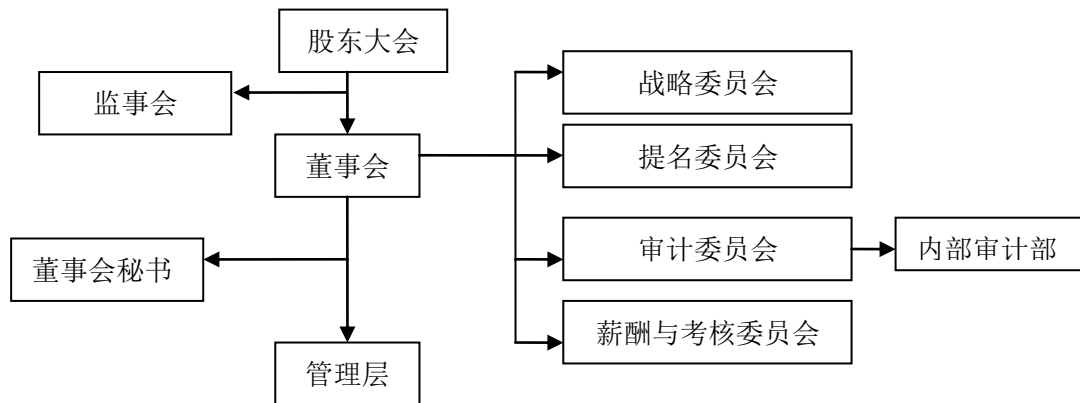 股东大会
监事会
战略委员会
董事会
提名委员会
董事会秘书
审计委员会
内部审计部
管理层
薪酬与考核委员会